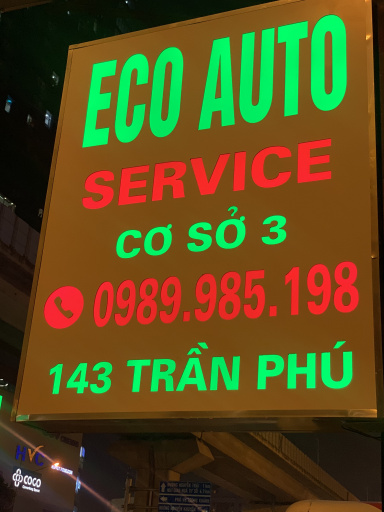 ECO AUTO
SERVICE
CƠ SỞ 3
0989.985.198
143 TRẦN PHÚ
HVC
COCO